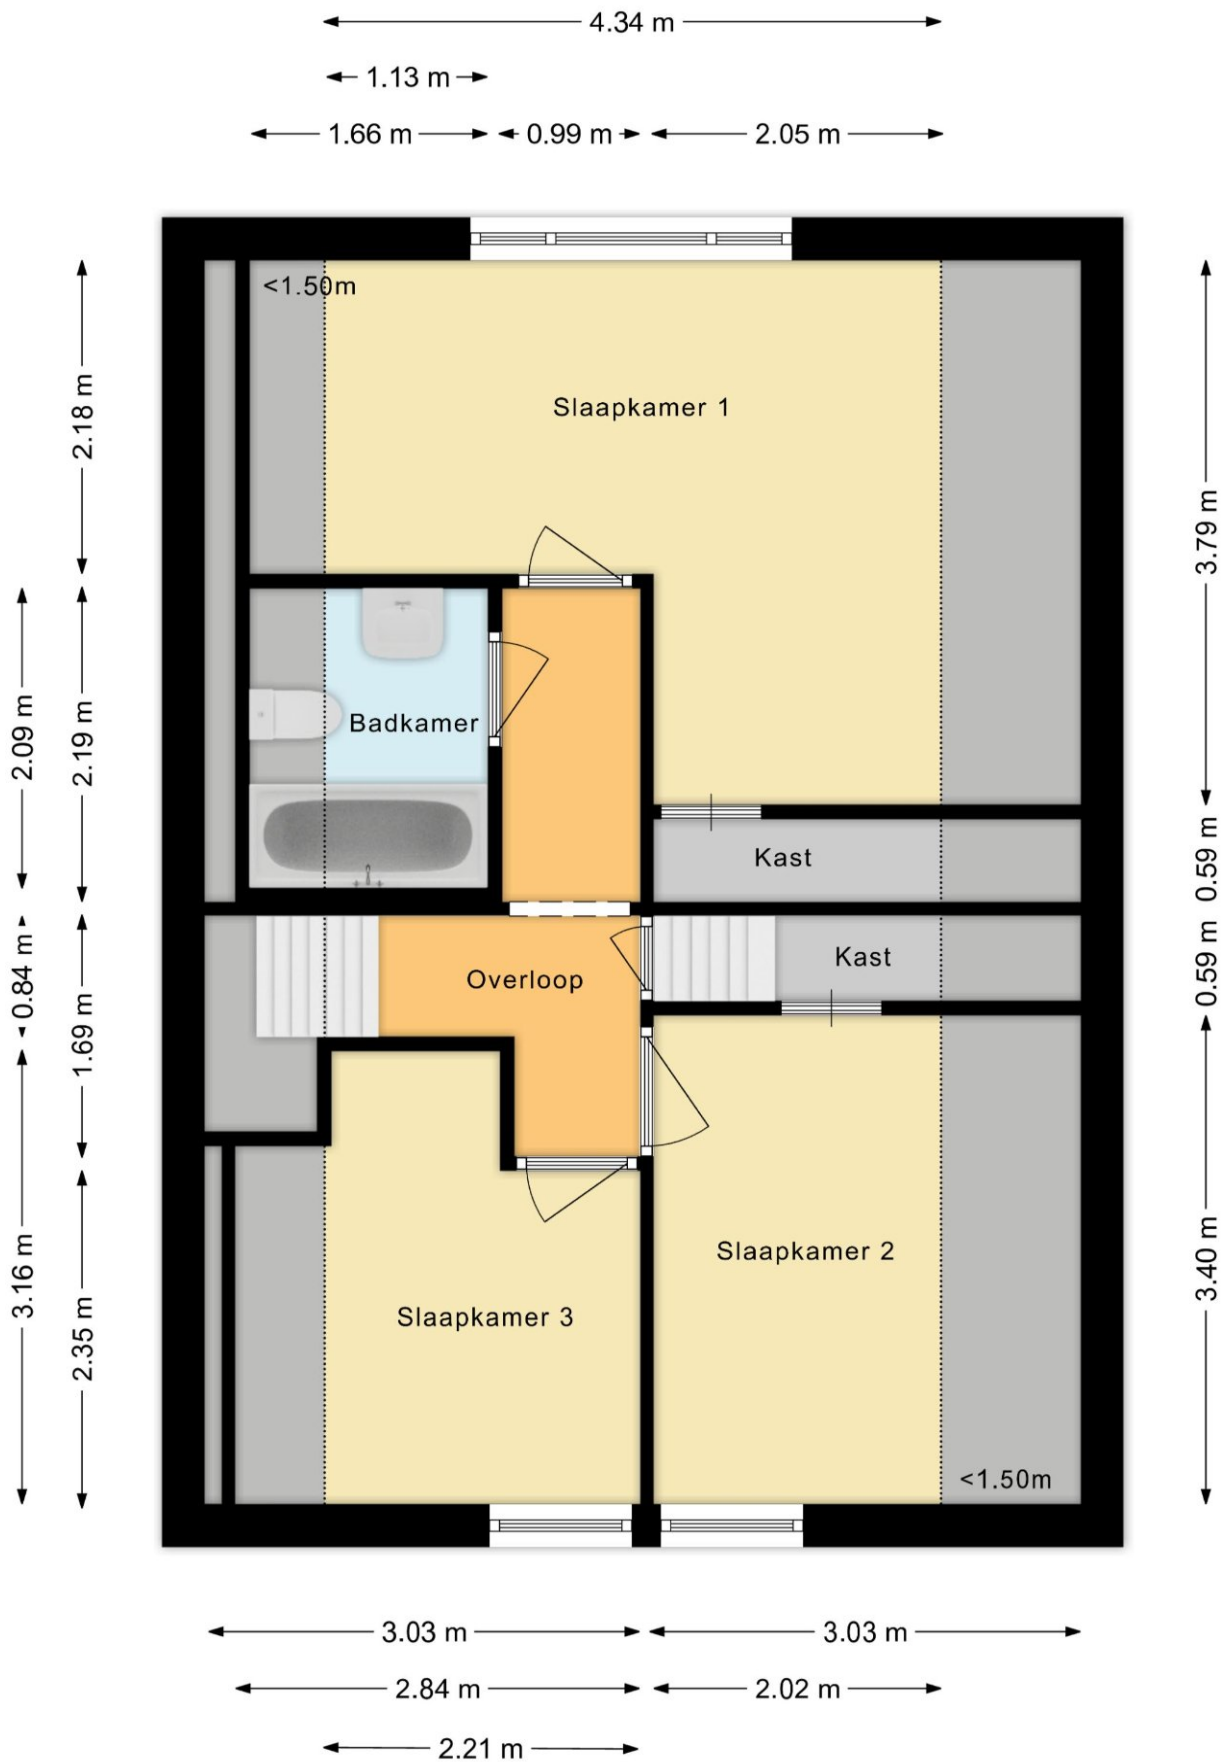 4.34 m
1.13 m
1.66 m
0.99 m
2.05 m
<1.50m
Slaapkamer 1
2.18 m
3.79 m
2.09 m
2.19 m
Badkamer
Kast
0.59 m
Kast
0.59 m
Overloop
0.84 m
1.69 m
Slaapkamer 2
3.40 m
Slaapkamer 3
3.16 m
2.35 m
<1.50m
3.03 m
3.03 m
2.84 m
2.02 m
2.21 m